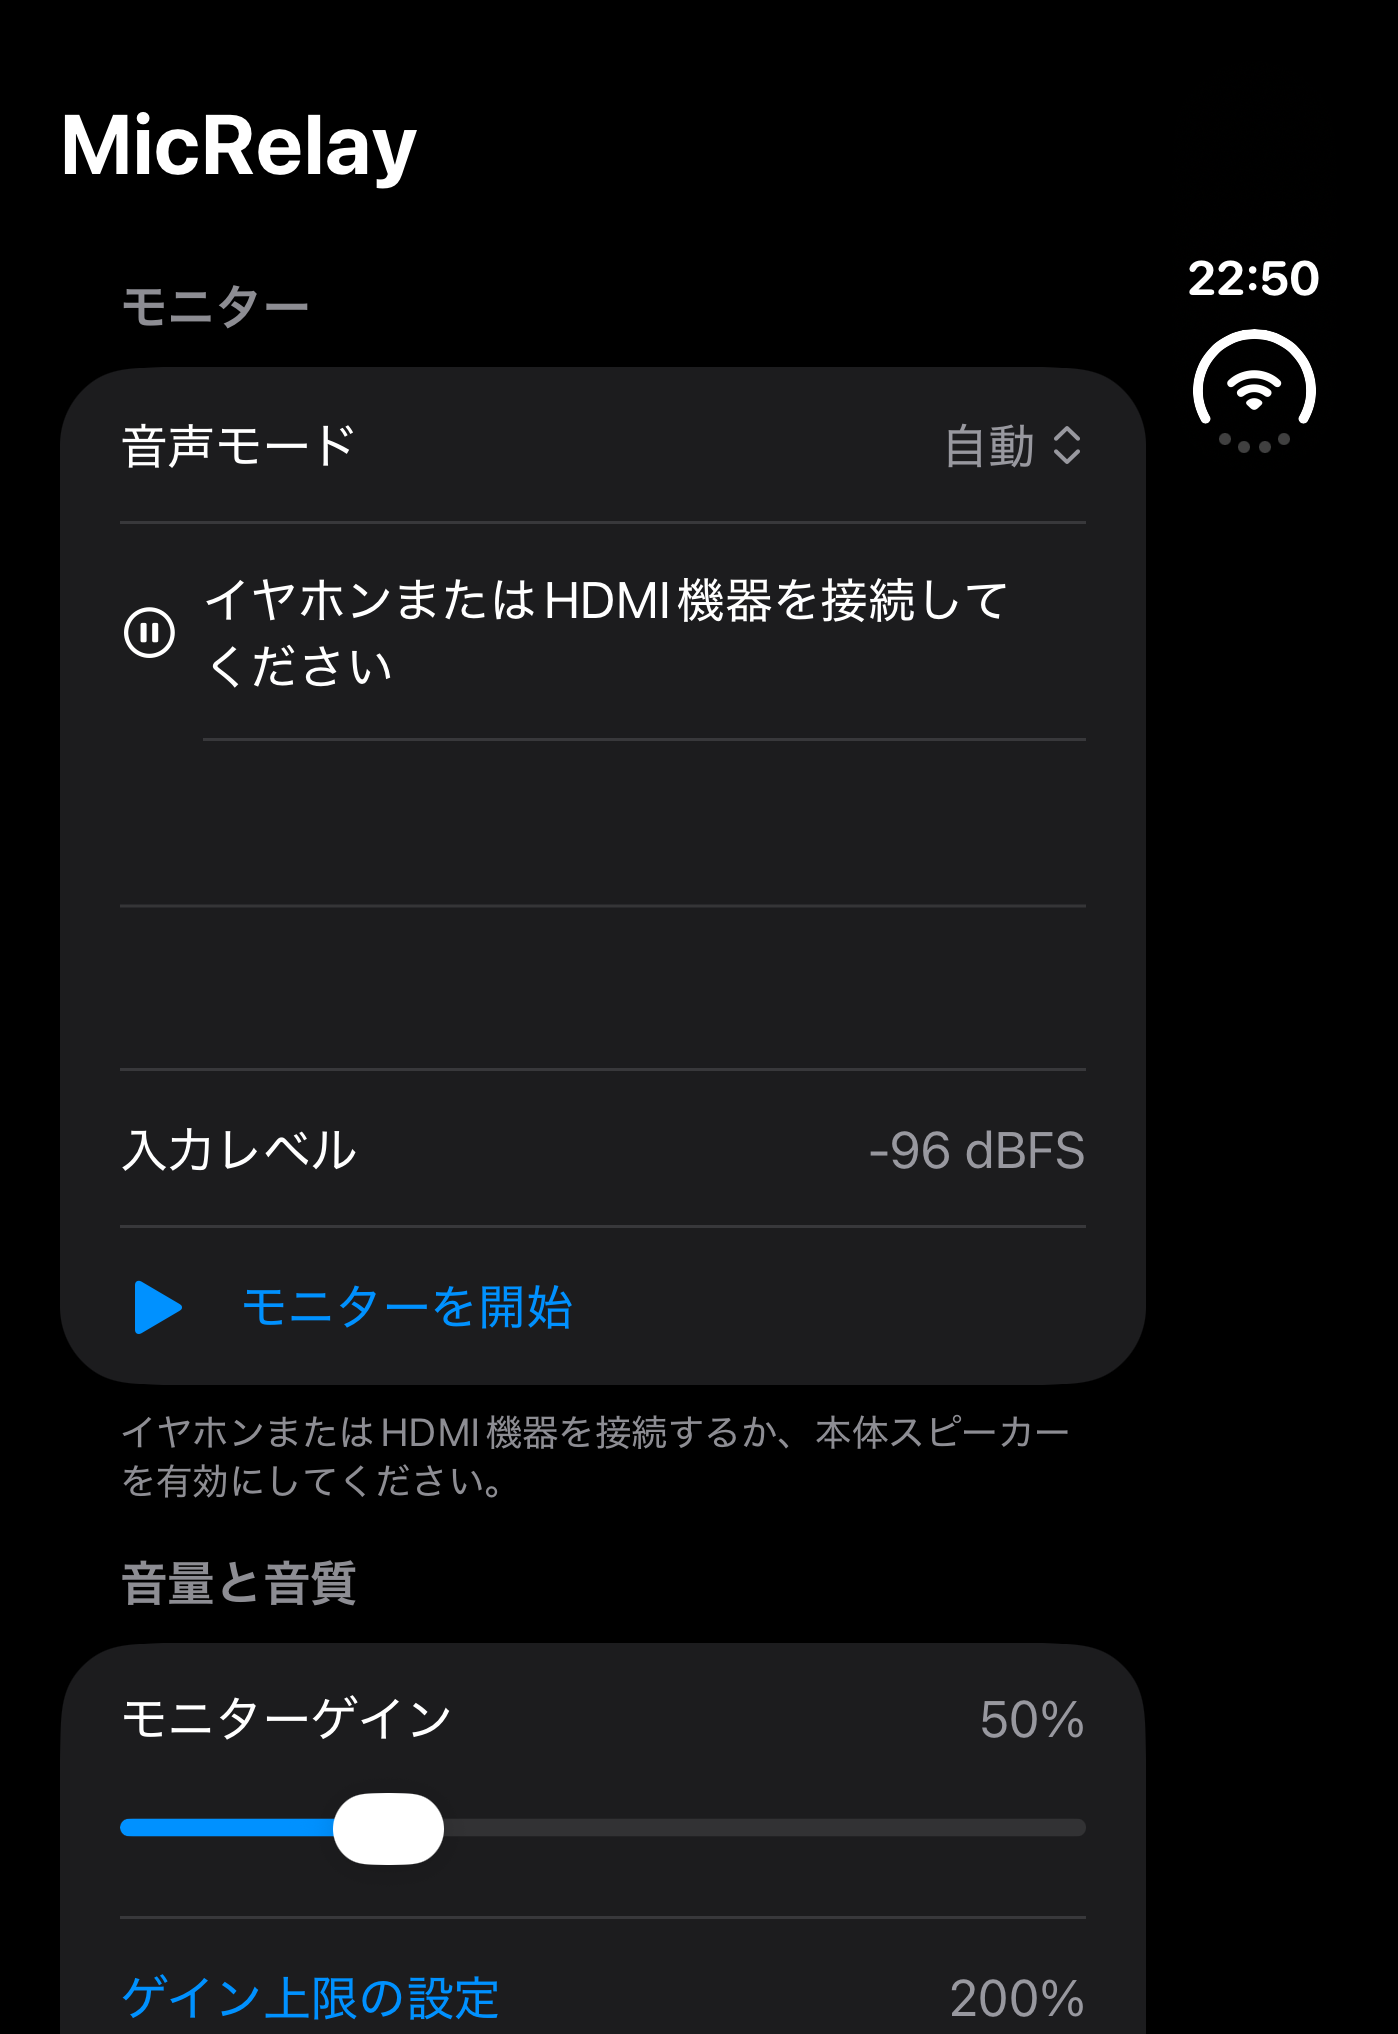 MicRelay
22:50
モニター
音声モード 自動
イヤホンまたはHDMI機器を接続して
ください
入力レベル -96 dBFS
モニターを開始
イヤホンまたはHDMI機器を接続するか、本体スピーカー
を有効にしてください。
音量と音質
モニターゲイン 50%
ゲイン上限の設定 200%